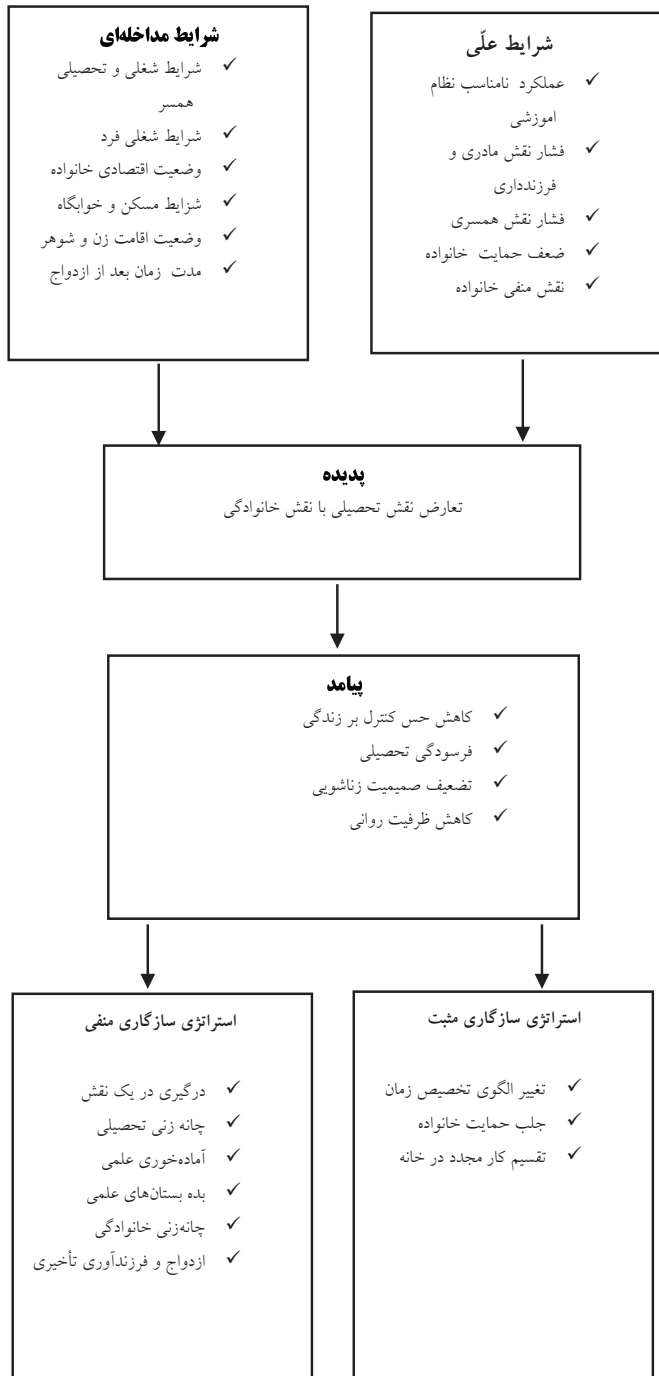 شرایط علّی
عملکرد نامناسب نظام
اموزشی
فشار نقش مادری و
فرزندداری
فشار نقش همسری
ضعف حمایت خانواده
نقش منفی خانواده
شرایط مداخله‌ای
شرایط شغلی و تحصیلی
همسر
شرایط شغلی فرد
وضعیت اقتصادی خانواده
شزایط مسکن و خوابگاه
وضعیت اقامت زن و شوهر
مدت زمان بعد از ازدواج
پدیده
تعارض نقش تحصیلی با نقش خانوادگی
پیامد
کاهش حس کنترل بر زندگی
فرسودگی تحصیلی
تضعیف صمیمیت زناشویی
کاهش ظرفیت روانی
استراتژی سازگاری مثبت
تغییر الگوی تخصیص زمان
جلب حمایت خانواده
تقسیم کار مجدد در خانه
استراتژی سازگاری منفی
درگیری در یک نقش
چانه زنی تحصیلی
آماده‌خوری علمی
بده بستان‌های علمی
چانه‌زنی خانوادگی
ازدواج و فرزندآوری تأخیری